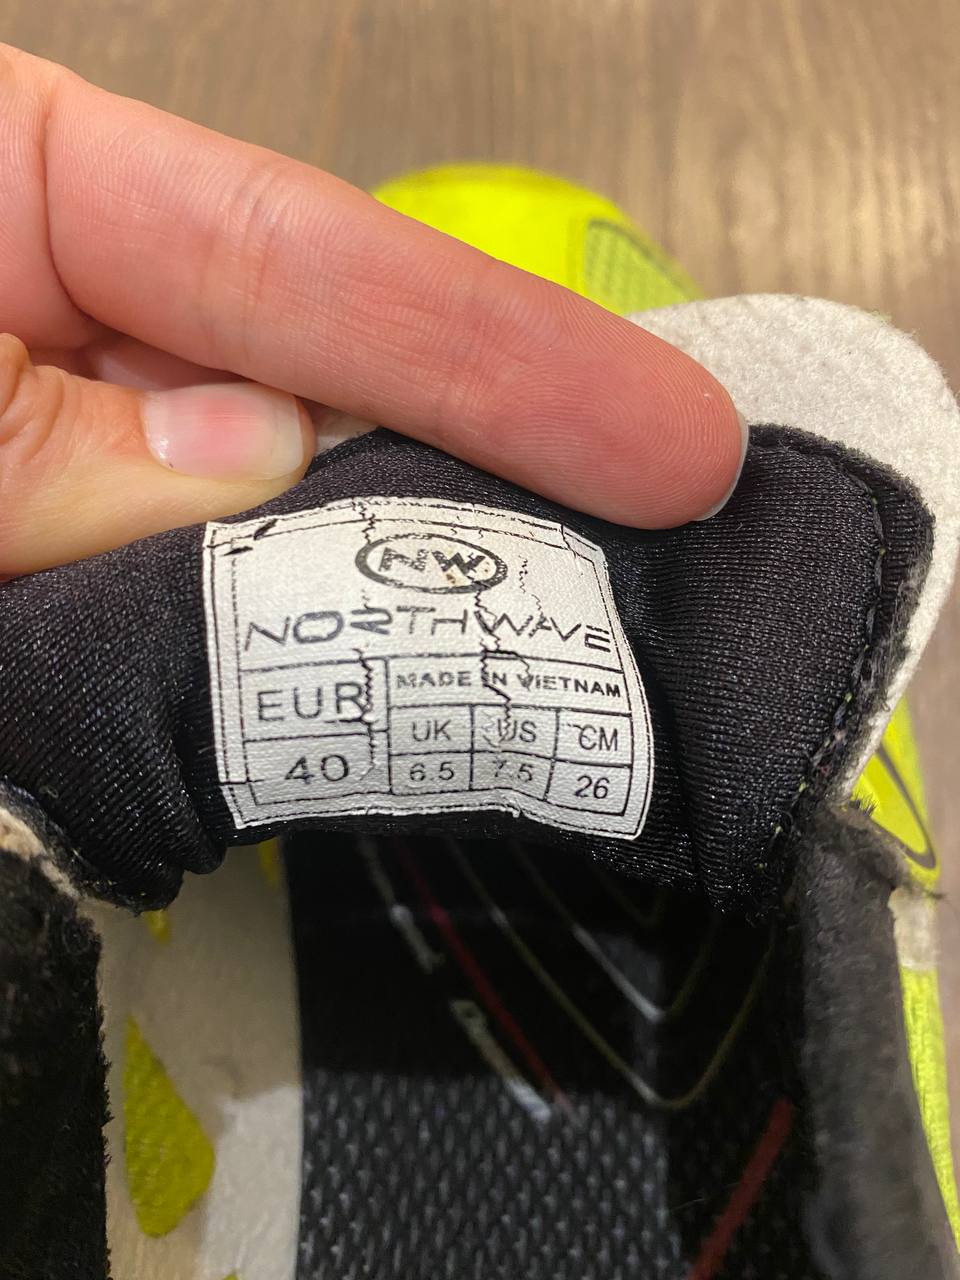 NW
NORTHWAVE
EUR
MADE IN VIETNAM
UK US CM
40
6.5 7.5 26